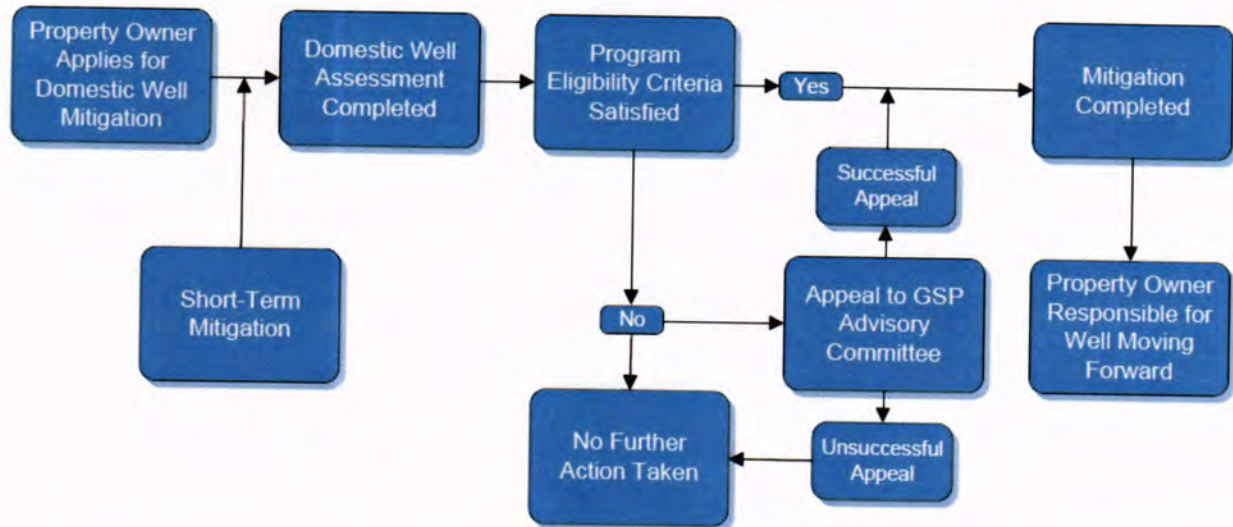 Property Owner
Applies for
Domestic Well
Mitigation
Domestic Well
Assessment
Completed
Program
Eligibility Criteria
Satisfied
Yes
Mitigation
Completed
Successful
Appeal
Short-Term
Mitigation
No
Appeal to GSP
Advisory
Committee
Property Owner
Responsible for
Well Moving
Forward
No Further
Action Taken
Unsuccessful
Appeal